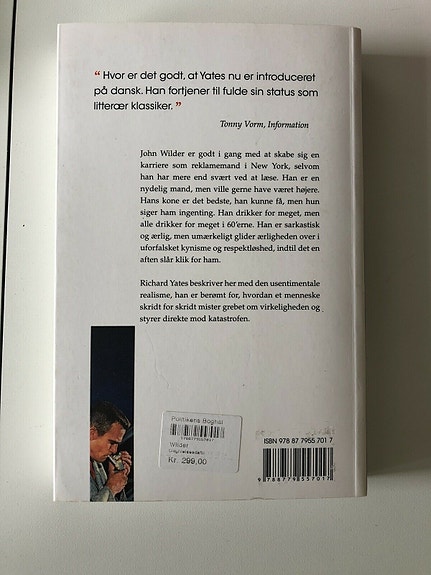 “ Hvor er det godt, at Yates nu er introduceret
på dansk. Han fortjener til fulde sin status som
litterær klassiker. ”
Tonny Vorm, Information
John Wilder er godt i gang med at skabe sig en
karriere som reklamemand i New York, selvom
han har mere end svært ved at læse. Han er en
nydelig mand, men ville gerne have været højere.
Hans kone er det bedste, han kunne få, men hun
siger ham ingenting. Han drikker for meget, men
alle drikker for meget i 60'erne. Han er sarkastisk
og ærlig, men umærkeligt glider ærligheden over i
uforfalsket kynisme og respektløshed, indtil det en
aften slår klik for ham.
Richard Yates beskriver her med den usentimentale
realisme, han er berømt for, hvordan et menneske
skridt for skridt mister grebet om virkeligheden og
styrer direkte mod katastrofen.
Politikens Boghal
9788779557017
Wilder
Kr. 299,00
ISBN 978 87 7955 701 7
9 788779 557017